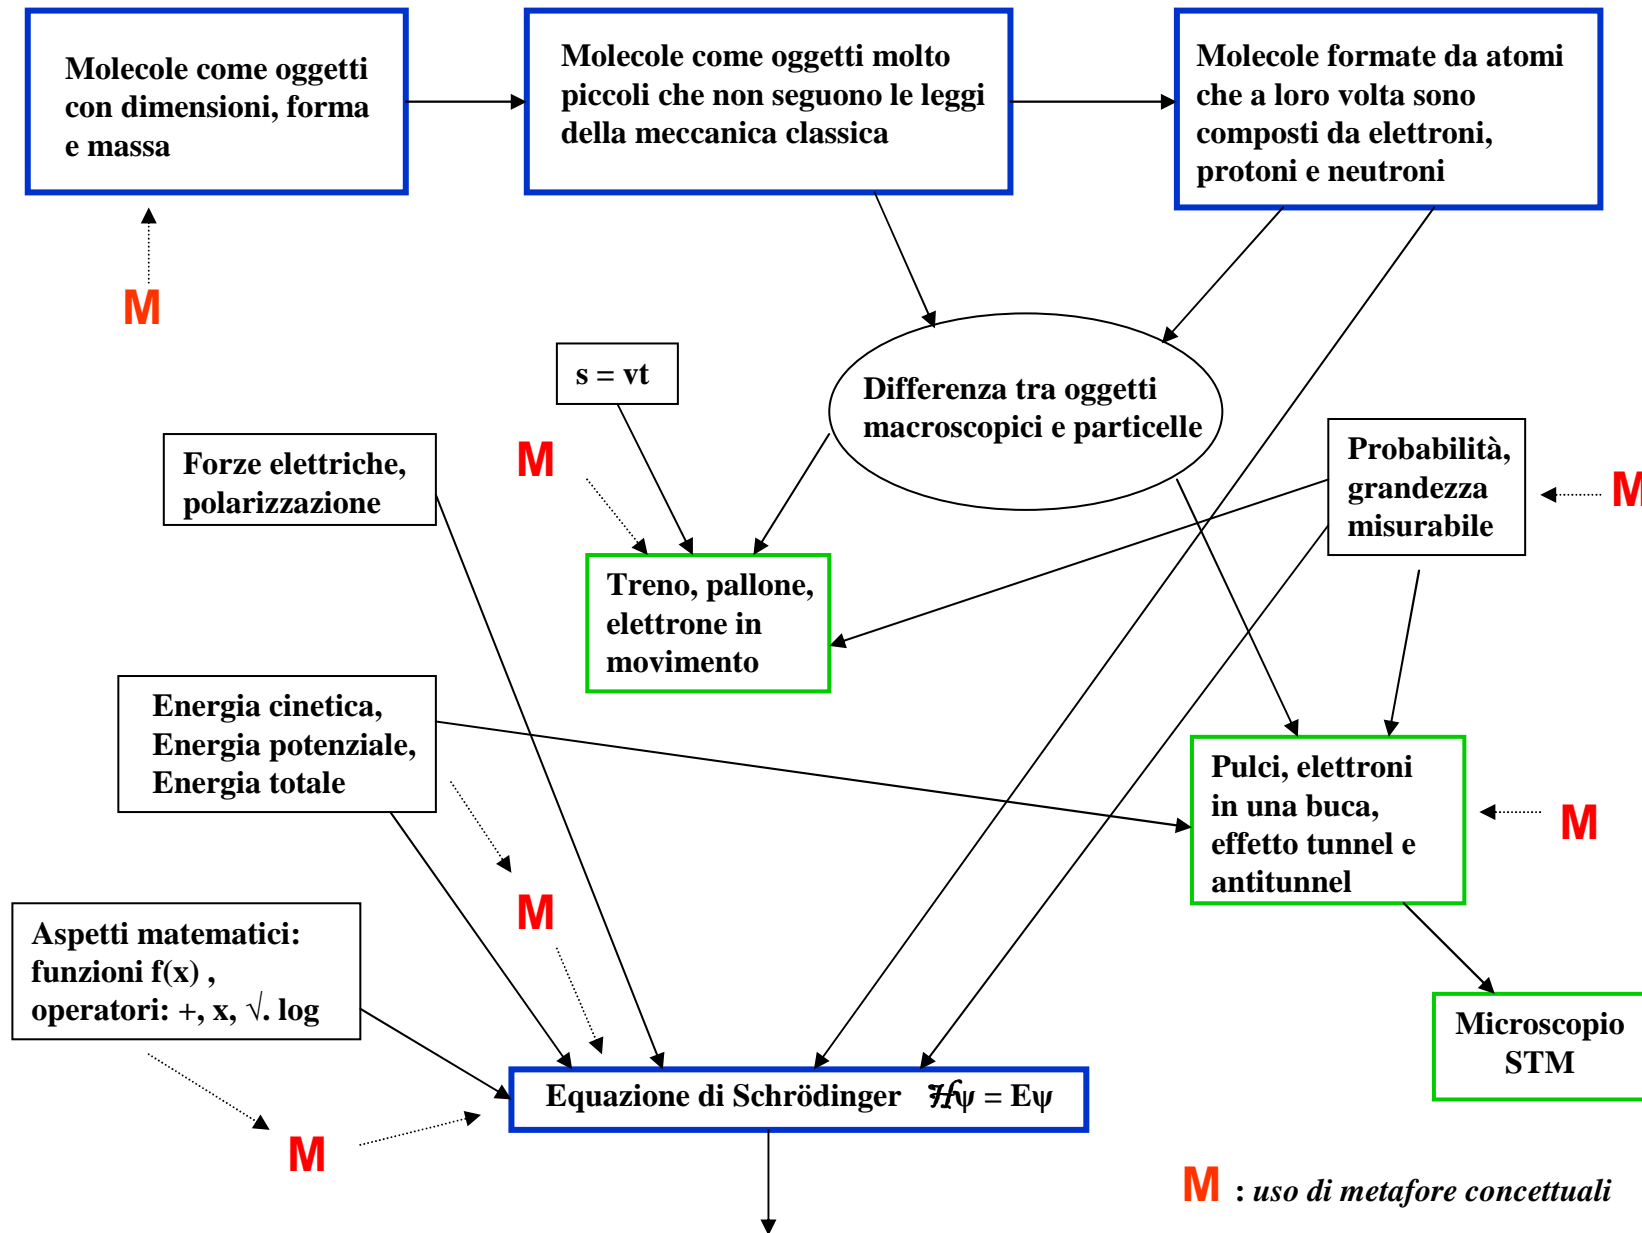 Molecole come oggetti
con dimensioni, forma
e massa
Molecole come oggetti molto
piccoli che non seguono le leggi
della meccanica classica
Molecole formate da atomi
che a loro volta sono
composti da elettroni,
protoni e neutroni
M
s = vt
Differenza tra oggetti
macroscopici e particelle
Forze elettriche,
polarizzazione
M
Probabilità,
grandezza
misurabile
M
Treno, pallone,
elettrone in
movimento
Energia cinetica,
Energia potenziale,
Energia totale
Pulci, elettroni
in una buca,
effetto tunnel e
antitunnel
M
M
Aspetti matematici:
funzioni f(x) ,
operatori: +, x, √. log
Microscopio
STM
Equazione di Schrödinger ℋψ = Eψ
M
M : uso di metafore concettuali